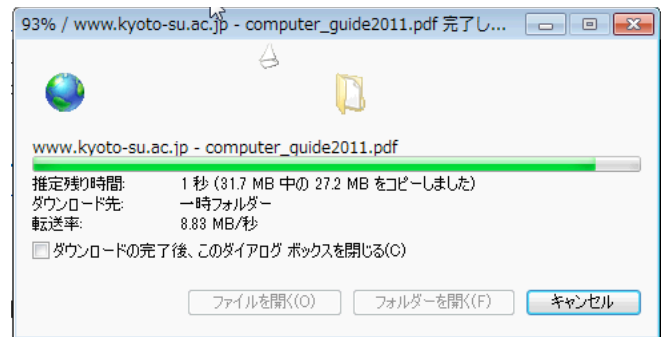 93% / www.kyoto-su.ac.jp - computer_guide2011.pdf 完了し...
www.kyoto-su.ac.jp - computer_guide2011.pdf
推定残り時間: 1 秒 (31.7 MB 中の 27.2 MB をコピーしました)
ダウンロード先: 一時フォルダー
転送率: 8.83 MB/秒
ダウンロードの完了後、このダイアログ ボックスを閉じる(C)
ファイルを開く(O) フォルダーを開く(F) キャンセル